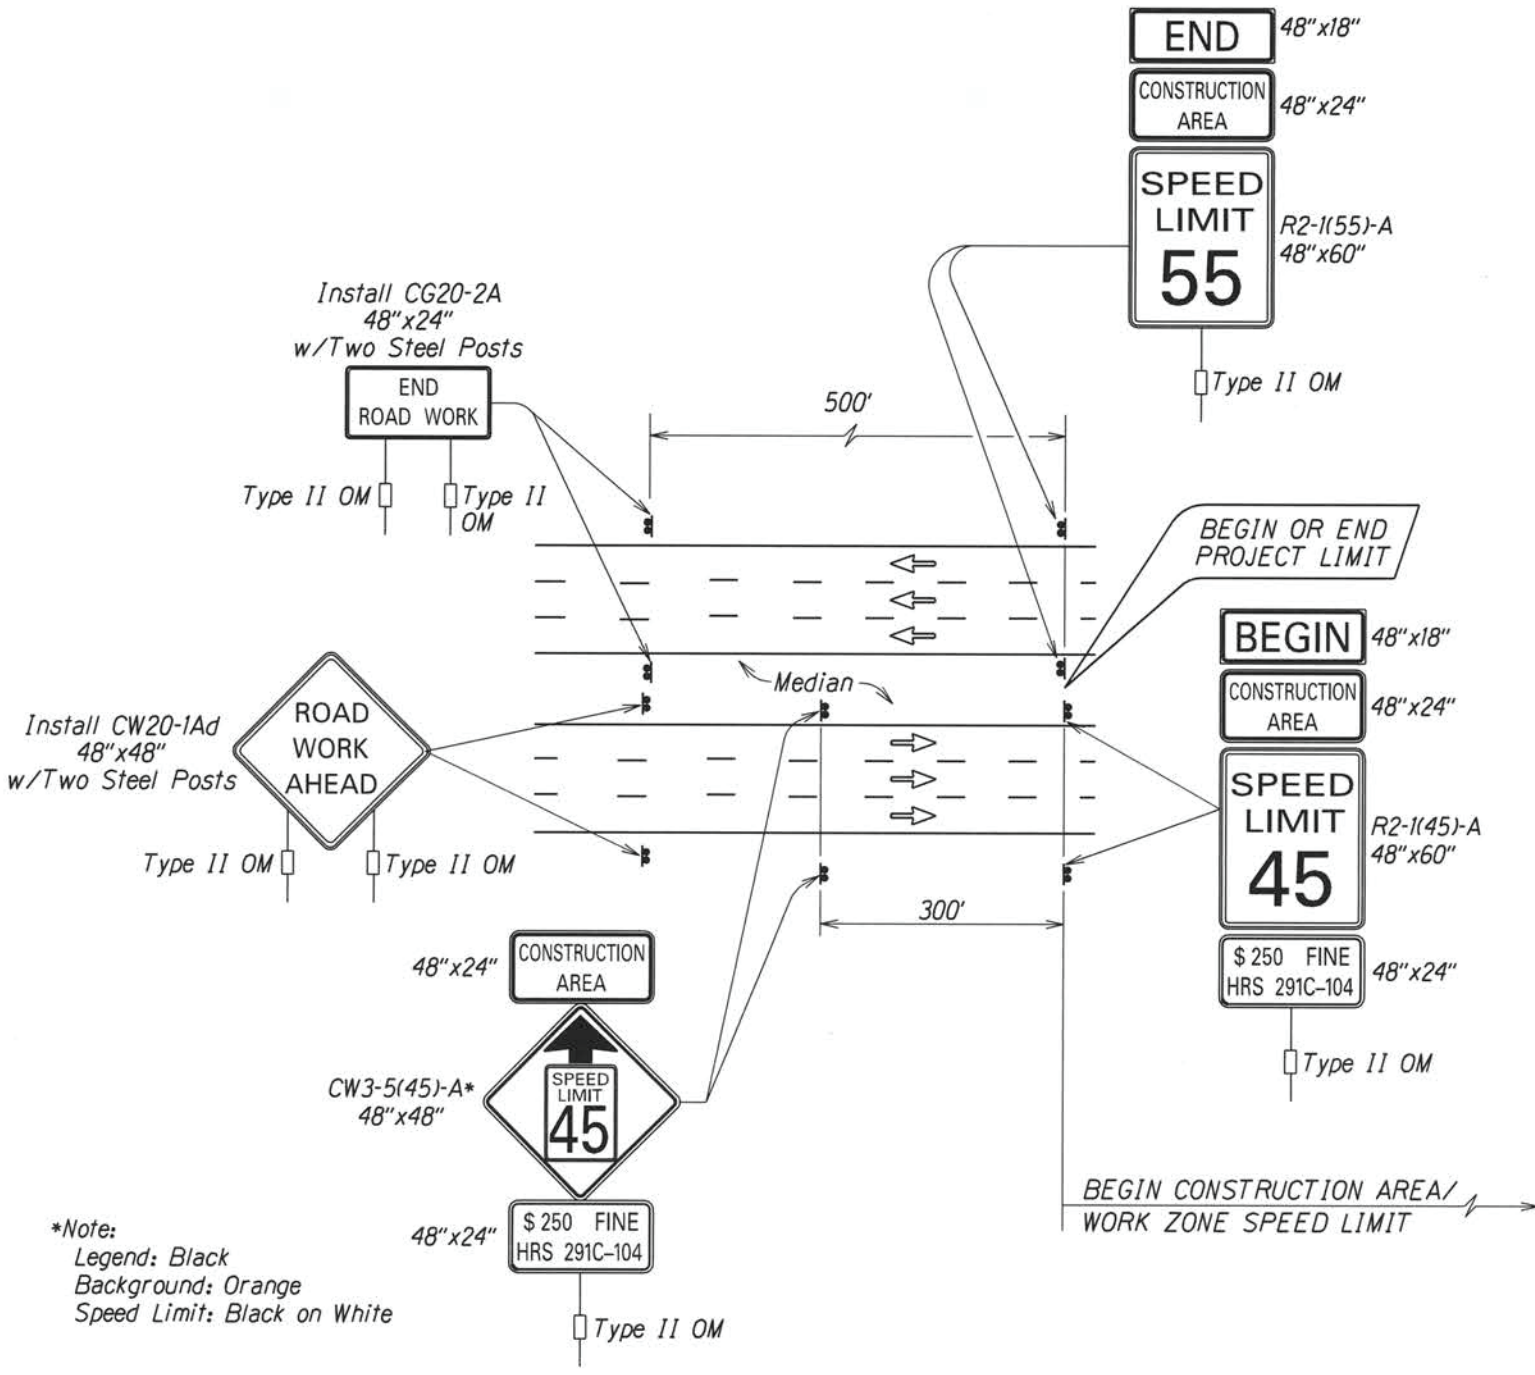 END
48"x18"
CONSTRUCTION
AREA
48"x24"
SPEED
LIMIT
55
R2-1(55)-A
48"x60"
Type II OM
Install CG20-2A
48"x24"
w/Two Steel Posts
END
ROAD WORK
Type II OM
Type II
OM
500'
BEGIN OR END
PROJECT LIMIT
Median
Install CW20-1Ad
48"x48"
w/Two Steel Posts
ROAD
WORK
AHEAD
Type II OM
Type II OM
BEGIN
48"x18"
CONSTRUCTION
AREA
48"x24"
SPEED
LIMIT
45
R2-1(45)-A
48"x60"
$ 250 FINE
HRS 291C-104
48"x24"
Type II OM
300'
CONSTRUCTION
AREA
48"x24"
SPEED
LIMIT
45
CW3-5(45)-A*
48"x48"
$ 250 FINE
HRS 291C-104
48"x24"
Type II OM
BEGIN CONSTRUCTION AREA/
WORK ZONE SPEED LIMIT
*Note:
Legend: Black
Background: Orange
Speed Limit: Black on White